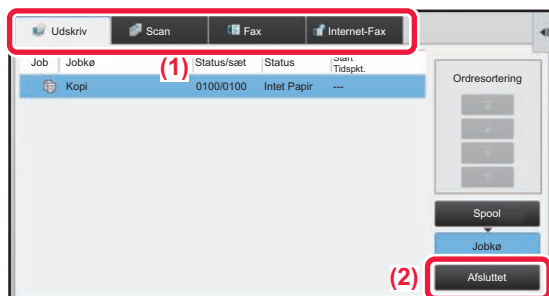 Udskriv Scan Fax Internet-Fax
Job Jobkø Status/sæt Status Start
Tidspkt.
(1)
Kopi 0100/0100 Intet Papir ---
Ordresortering
Spool
Jobkø
(2) Afsluttet